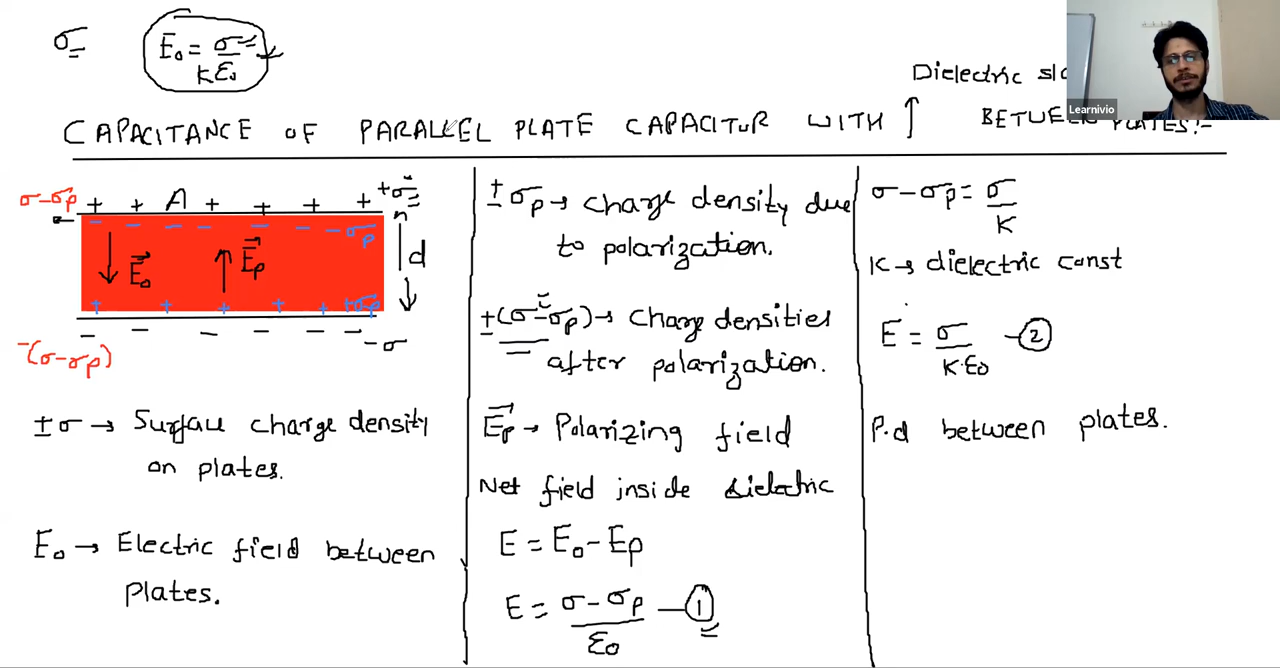 σ
E₀ = σ/Kε₀
Dielectric
CAPACITANCE OF PARALLEL PLATE CAPACITOR WITH ↑ BETWEEN PLATES:-
Learnivio
σ-σp + + A + + + + +σ
- - - - - - -σp
E₀ Ep d
+ + + + + +σp
- - - - - - -σ
-(σ-σp)
±σ → Surface charge density
on plates.
E₀ → Electric field between
Plates.
±σp → charge density due
to polarization.
±(σ-σp) → Charge densities
after polarization.
Ep → Polarizing field
Net field inside dielectric
E = E₀ - Ep
E = σ-σp/ε₀ —①
σ-σp = σ/K
K → dielectric const
E = σ/K·ε₀ —②
P.d between plates.